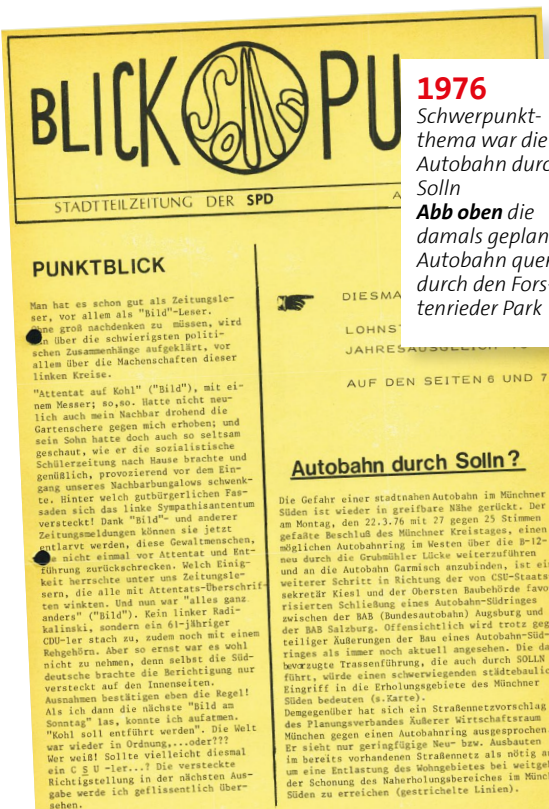 BLICK SOLLN PU
STADTTEILZEITUNG DER SPD A
1976
Schwerpunkt-
thema war die
Autobahn durc
Solln
Abb oben die
damals geplan
Autobahn quer
durch den Fors-
tenrieder Park
PUNKTBLICK
Man hat es schon gut als Zeitungsle-
ser, vor allem als "Bild"-Leser.
Ohne groß nachdenken zu müssen, wird
über die schwierigsten politi-
schen Zusammenhänge aufgeklärt, vor
allem über die Machenschaften dieser
linken Kreise.
"Attentat auf Kohl" ("Bild"), mit ei-
nem Messer; so,so. Hatte nicht neu-
lich auch mein Nachbar drohend die
Gartenschere gegen mich erhoben; und
sein Sohn hatte doch auch so seltsam
geschaut, wie er die sozialistische
Schülerzeitung nach Hause brachte und
genüßlich, provozierend vor dem Ein-
gang unseres Nachbarbungalows schwenk-
te. Hinter welch gutbürgerlichen Fas-
saden sich das linke Sympathisantentum
versteckt! Dank "Bild"- und anderer
Zeitungsmeldungen können sie jetzt
entlarvt werden, diese Gewaltmenschen,
die nicht einmal vor Attentat und Ent-
führung zurückschrecken. Welch Einig-
keit herrschte unter uns Zeitungsle-
sern, die alle mit Attentats-Überschrif-
ten winkten. Und nun war "alles ganz
anders" ("Bild"). Kein linker Radi-
kalinski, sondern ein 61-jähriger
CDU-ler stach zu, zudem noch mit einem
Rehgehörn. Aber so ernst war es wohl
nicht zu nehmen, denn selbst die Süd-
deutsche brachte die Berichtigung nur
versteckt auf den Innenseiten.
Ausnahmen bestätigen eben die Regel!
Als ich dann die nächste "Bild am
Sonntag" las, konnte ich aufatmen.
"Kohl soll entführt werden". Die Welt
war wieder in Ordnung,...oder???
Wer weiß! Sollte vielleicht diesmal
ein C S U -ler...? Die versteckte
Richtigstellung in der nächsten Aus-
gabe werde ich geflissentlich über-
sehen.
DIESMA
LOHNST
JAHRESAUSGLEICH
AUF DEN SEITEN 6 UND 7
Autobahn durch Solln?
Die Gefahr einer stadtnahen Autobahn im Münchner
Süden ist wieder in greifbare Nähe gerückt. Der
am Montag, den 22.3.76 mit 27 gegen 25 Stimmen
gefaßte Beschluß des Münchner Kreistages, einen
möglichen Autobahnring im Westen über die B-12-
neu durch die Grubmühler Lücke weiterzuführen
und an die Autobahn Garmisch anzubinden, ist ein
weiterer Schritt in Richtung der von CSU-Staats
sekretär Kiesl und der Obersten Baubehörde favo
risierten Schließung eines Autobahn-Südringes
zwischen der BAB (Bundesautobahn) Augsburg und
der BAB Salzburg. Offensichtlich wird trotz geg
teiliger Äußerungen der Bau eines Autobahn-Süd-
ringes als immer noch aktuell angesehen. Die da
bevorzugte Trassenführung, die auch durch SOLLN
führt, würde einen schwerwiegenden städtebaulic
Eingriff in die Erholungsgebiete des Münchner
Süden bedeuten (s.Karte).
Demgegenüber hat sich ein Straßennetzvorschlag
des Planungsverbandes Äußerer Wirtschaftsraum
München gegen einen Autobahnring ausgesprochen.
Er sieht nur geringfügige Neu- bzw. Ausbauten
im bereits vorhandenen Straßennetz als nötig a
um eine Entlastung des Wohngebietes bei weitgel
der Schonung des Naherholungsbereiches im Münch
Süden zu erreichen (gestrichelte Linien).